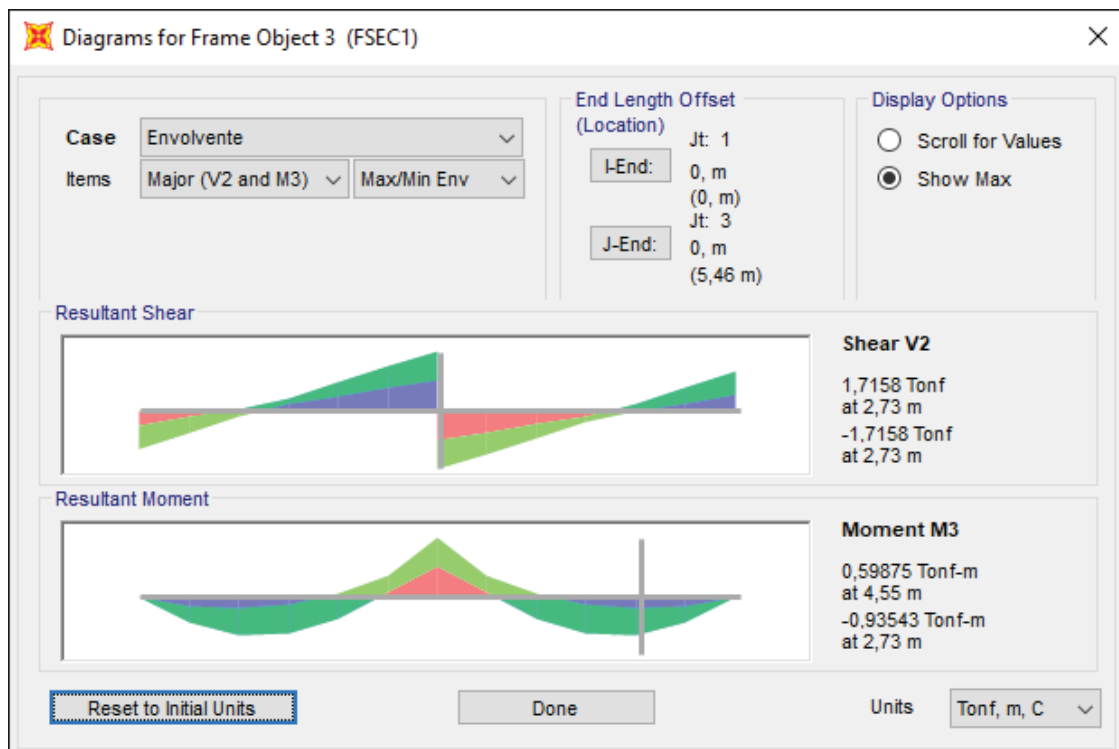 Diagrams for Frame Object 3 (FSEC1)
Case
Envolvente
Items
Major (V2 and M3)
Max/Min Env
End Length Offset
(Location)
I-End:
Jt: 1
0, m
(0, m)
J-End:
Jt: 3
0, m
(5,46 m)
Display Options
Scroll for Values
Show Max
Resultant Shear
Shear V2
1,7158 Tonf
at 2,73 m
-1,7158 Tonf
at 2,73 m
Resultant Moment
Moment M3
0,59875 Tonf-m
at 4,55 m
-0,93543 Tonf-m
at 2,73 m
Reset to Initial Units
Done
Units
Tonf, m, C